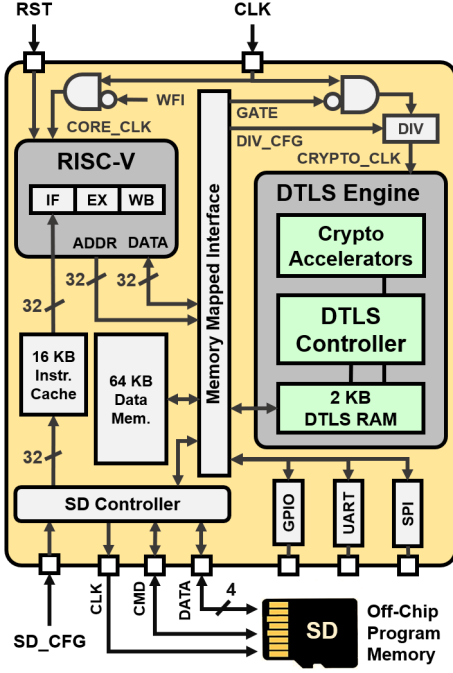 RST
CLK
WFI
GATE
CORE_CLK
DIV_CFG
DIV
CRYPTO_CLK
RISC-V
IF
EX
WB
ADDR
DATA
32
32
32
Memory Mapped Interface
DTLS Engine
Crypto
Accelerators
DTLS
Controller
2 KB
DTLS RAM
16 KB
Instr.
Cache
64 KB
Data
Mem.
32
SD Controller
GPIO
UART
SPI
SD_CFG
CLK
CMD
DATA
4
SD
Off-Chip
Program
Memory